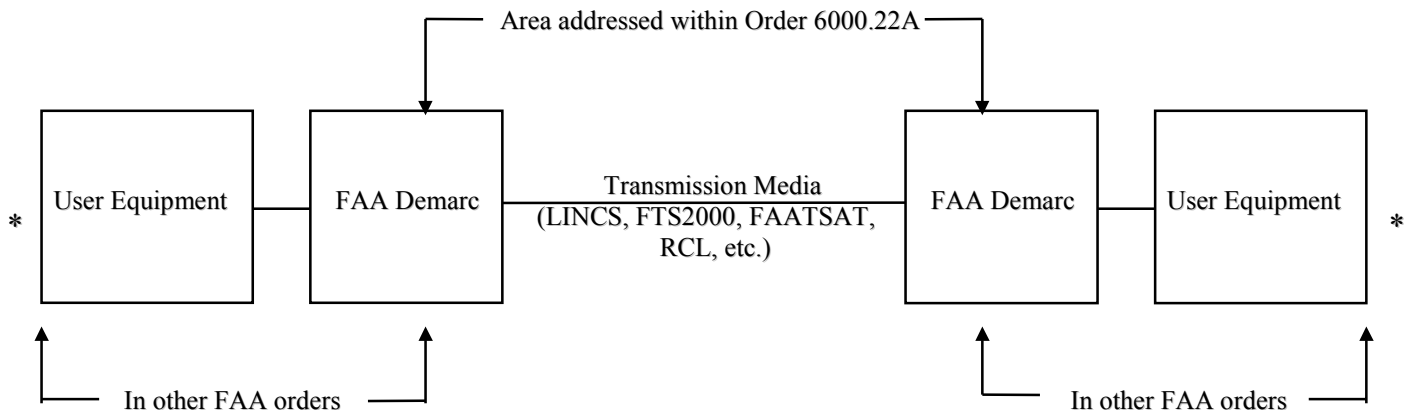 Area addressed within Order 6000.22A
User Equipment
FAA Demarc
Transmission Media
(LINCS, FTS2000, FAATSAT,
RCL, etc.)
FAA Demarc
User Equipment
*
*
In other FAA orders
In other FAA orders